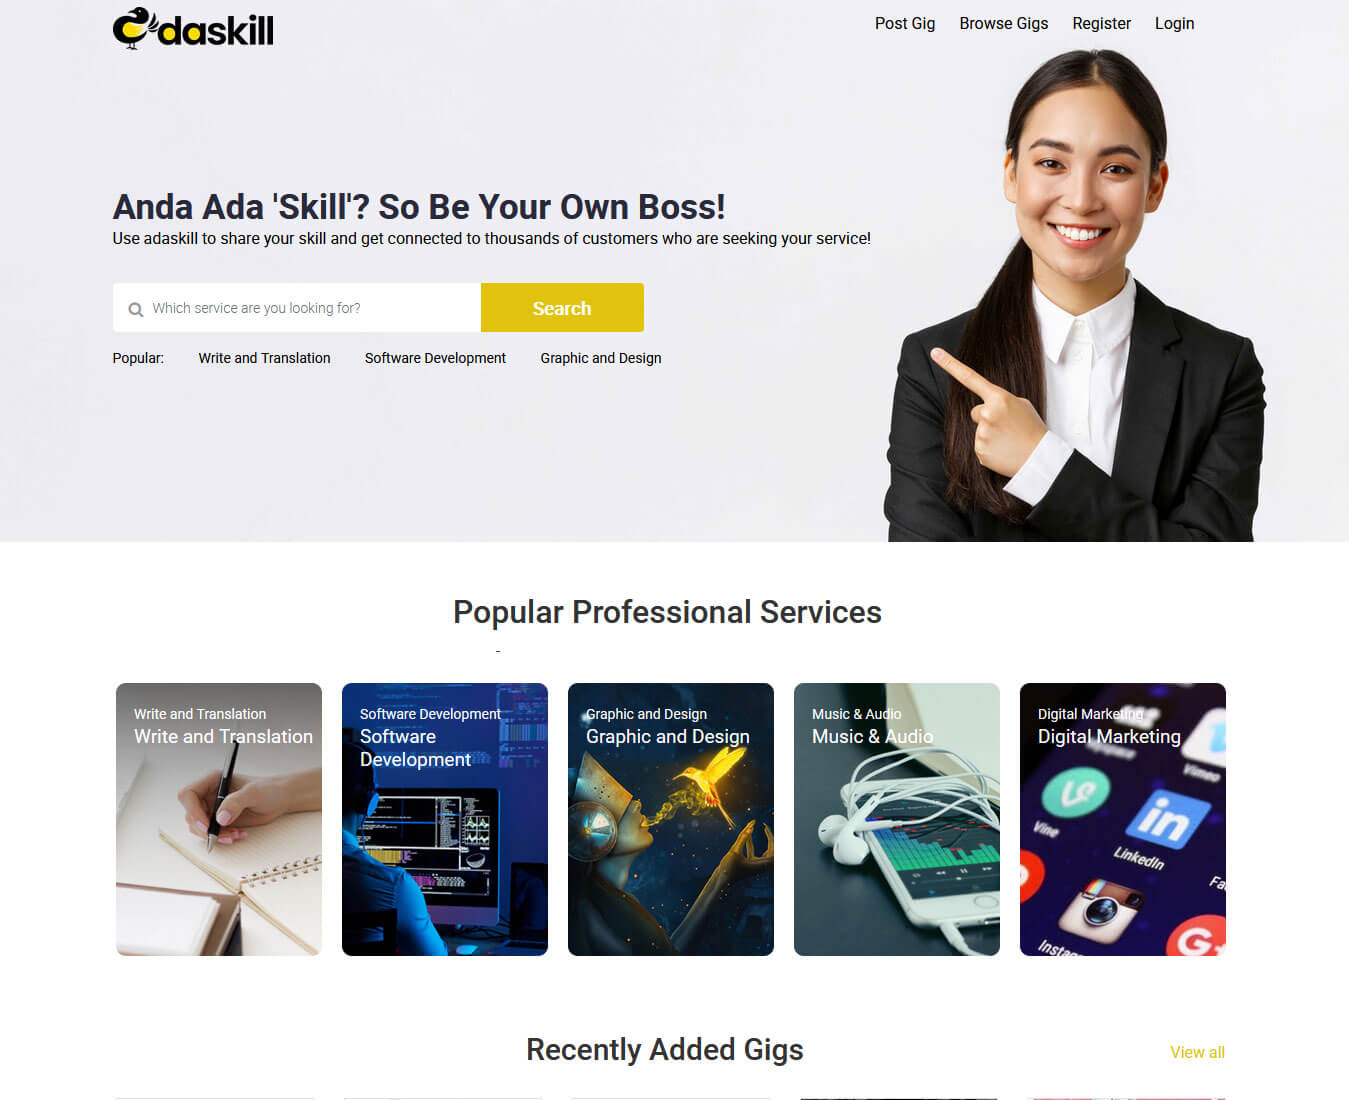 adaskill
Post Gig Browse Gigs Register Login
Anda Ada 'Skill'? So Be Your Own Boss!
Use adaskill to share your skill and get connected to thousands of customers who are seeking your service!
Which service are you looking for? Search
Popular: Write and Translation Software Development Graphic and Design
Popular Professional Services
-
Write and Translation
Write and Translation
Software Development
Software
Development
Graphic and Design
Graphic and Design
Music & Audio
Music & Audio
Digital Marketing
Digital Marketing
Vimeo
Vine
in
LinkedIn
G+
Recently Added Gigs View all